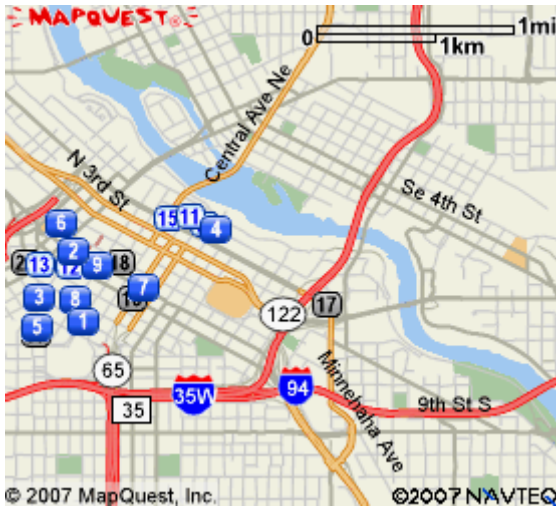 MAPQUEST®
0
1mi
1km
Central Ave Ne
N 3rd St
Se 4th St
15
11
4
6
2
13
12
9
18
3
8
7
17
122
5
1
65
35
35W
94
9th St S
Minnehaha Ave
© 2007 MapQuest, Inc.
©2007 NAVTEQ